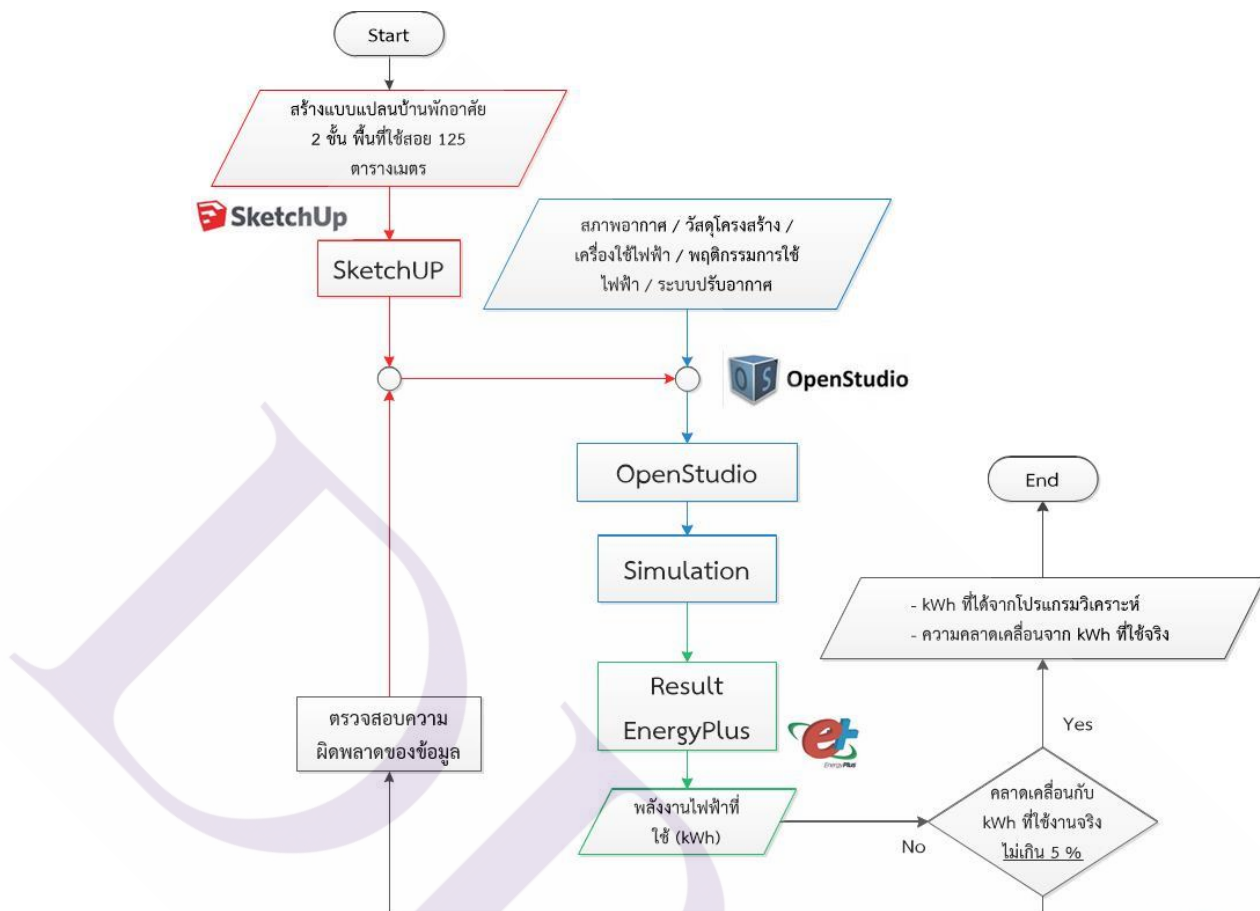 Start
สร้างแบบแปลนบ้านพักอาศัย
2 ชั้น พื้นที่ใช้สอย 125
ตารางเมตร
SketchUp
SketchUP
สภาพอากาศ / วัสดุโครงสร้าง /
เครื่องใช้ไฟฟ้า / พฤติกรรมการใช้
ไฟฟ้า / ระบบปรับอากาศ
OS OpenStudio
OpenStudio
Simulation
Result
EnergyPlus
e+
EnergyPlus
พลังงานไฟฟ้าที่
ใช้ (kWh)
No
คลาดเคลื่อนกับ
kWh ที่ใช้งานจริง
ไม่เกิน 5 %
Yes
- kWh ที่ได้จากโปรแกรมวิเคราะห์
- ความคลาดเคลื่อนจาก kWh ที่ใช้จริง
End
ตรวจสอบความ
ผิดพลาดของข้อมูล